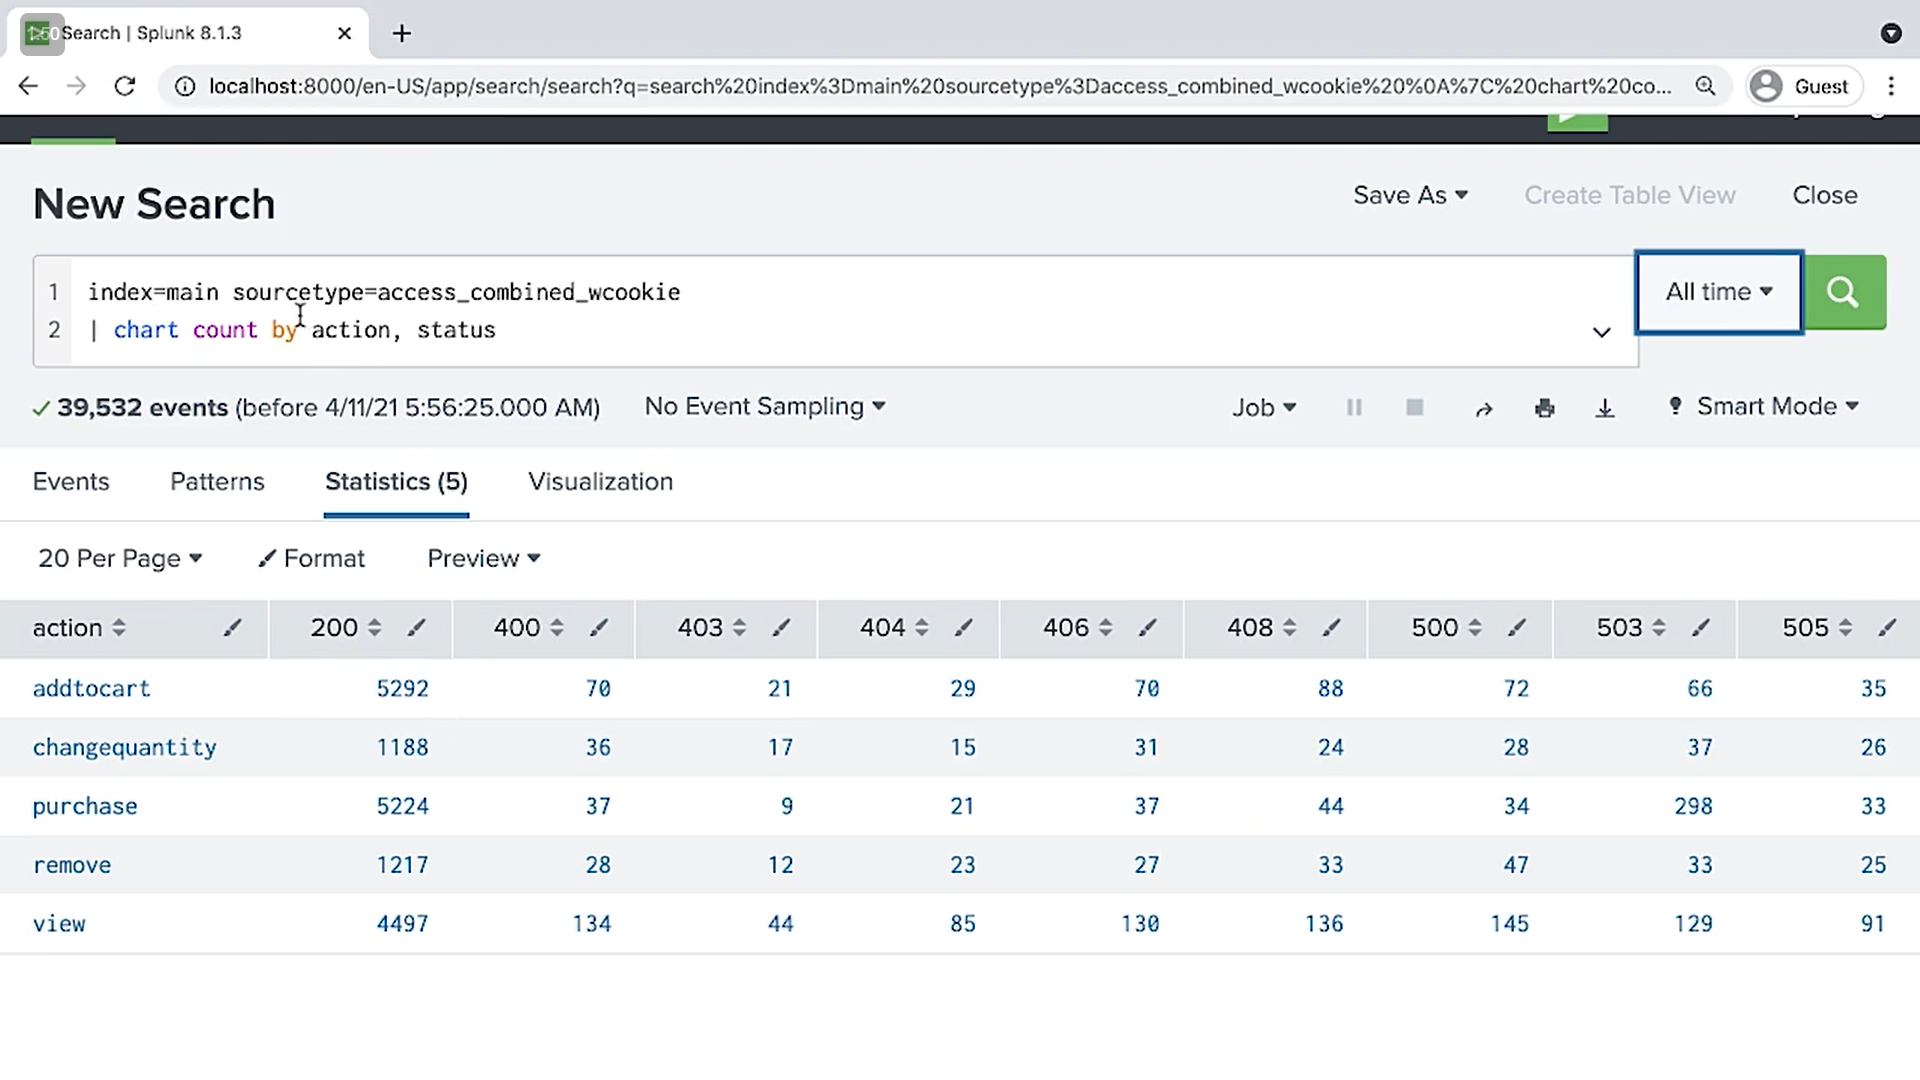 Search | Splunk 8.1.3
localhost:8000/en-US/app/search/search?q=search%20index%3Dmain%20sourcetype%3Daccess_combined_wcookie%20%0A%7C%20chart%20co...
Guest
New Search
Save As
Create Table View
Close
1 index=main sourcetype=access_combined_wcookie
2 | chart count by action, status
All time
39,532 events (before 4/11/21 5:56:25.000 AM)
No Event Sampling
Job
Smart Mode
Events Patterns Statistics (5) Visualization
20 Per Page Format Preview
action 200 400 403 404 406 408 500 503 505
addtocart 5292 70 21 29 70 88 72 66 35
changequantity 1188 36 17 15 31 24 28 37 26
purchase 5224 37 9 21 37 44 34 298 33
remove 1217 28 12 23 27 33 47 33 25
view 4497 134 44 85 130 136 145 129 91